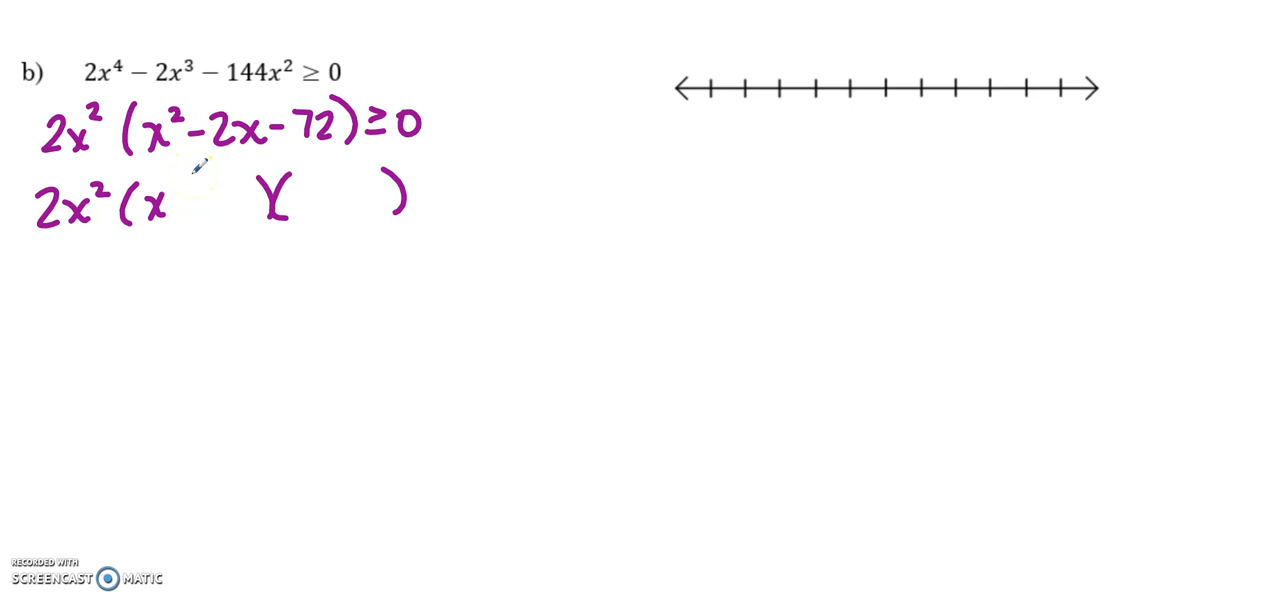 b) 2x⁴ − 2x³ − 144x² ≥ 0
2x² (x² - 2x - 72) ≥ 0
2x² (x )( )
RECORDED WITH
SCREENCAST MATIC